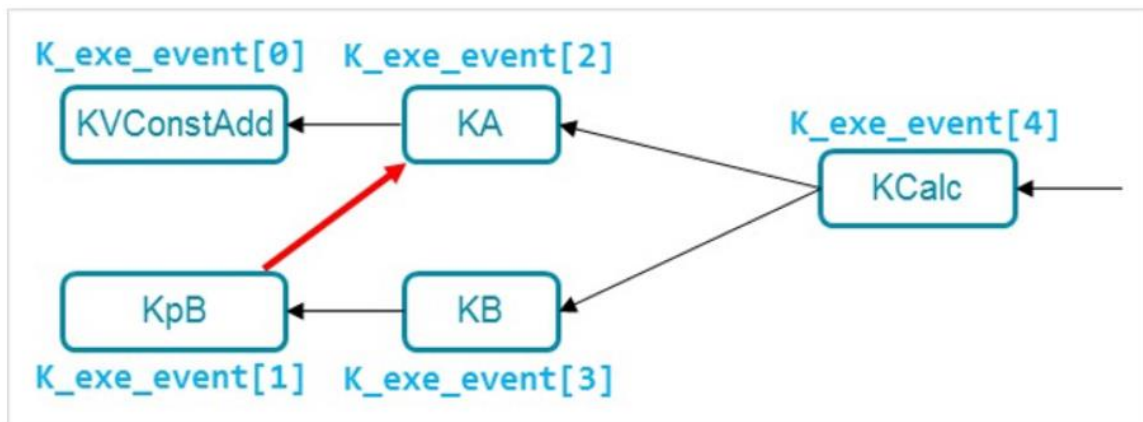 K_exe_event[0] K_exe_event[2]
KVConstAdd KA
K_exe_event[4]
KCalc
KpB KB
K_exe_event[1] K_exe_event[3]